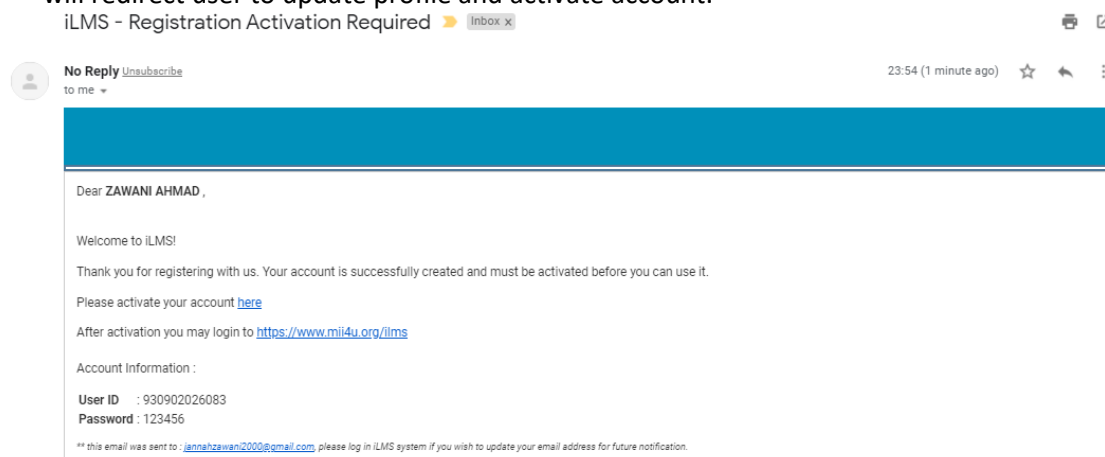 will redirect user to update profile and activate account.
iLMS - Registration Activation Required Inbox x
No Reply Unsubscribe 23:54 (1 minute ago)
to me
Dear ZAWANI AHMAD ,
Welcome to iLMS!
Thank you for registering with us. Your account is successfully created and must be activated before you can use it.
Please activate your account here
After activation you may login to https://www.mii4u.org/ilms
Account Information :
User ID : 930902026083
Password : 123456
** this email was sent to : jannahzawani2000@gmail.com, please log in iLMS system if you wish to update your email address for future notification.